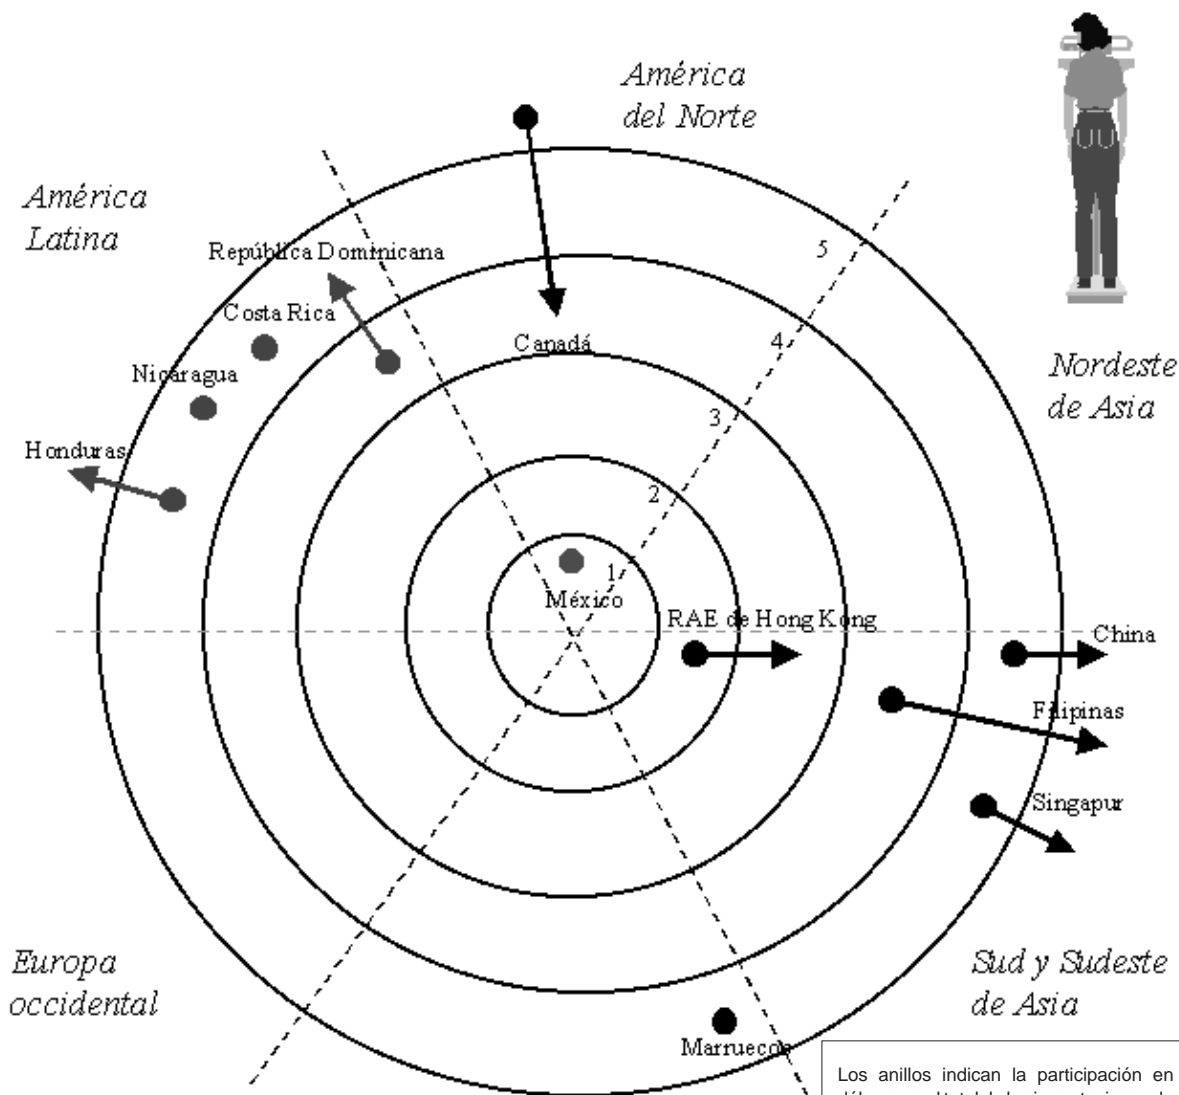 América
del Norte
América
Latina
República Dominicana
Costa Rica
Nicaragua
Honduras
5
4
3
2
1
Canadá
México
Nordeste
de Asia
RAE de Hong Kong
China
Filipinas
Singapur
Europa
occidental
Sud y Sudeste
de Asia
Marruecos
Los anillos indican la participación en